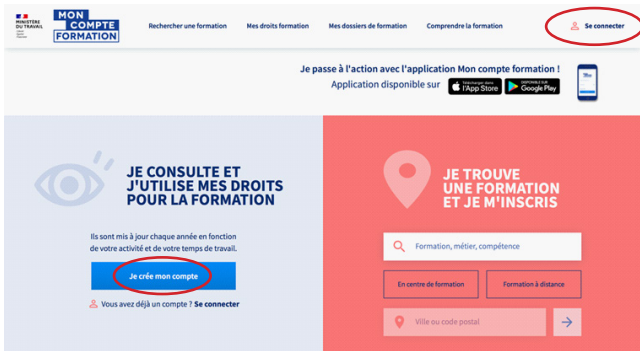 MINISTÈRE
DU TRAVAIL
MON
COMPTE
FORMATION
Rechercher une formation
Mes droits formation
Mes dossiers de formation
Comprendre la formation
Se connecter
Je passe à l'action avec l'application Mon compte formation !
Application disponible sur
Télécharger dans
l'App Store
DISPONIBLE SUR
Google Play
JE CONSULTE ET
J'UTILISE MES DROITS
POUR LA FORMATION
Ils sont mis à jour chaque année en fonction
de votre activité et de votre temps de travail.
Je crée mon compte
Vous avez déjà un compte ? Se connecter
JE TROUVE
UNE FORMATION
ET JE M'INSCRIS
Formation, métier, compétence
En centre de formation
Formation à distance
Ville ou code postal